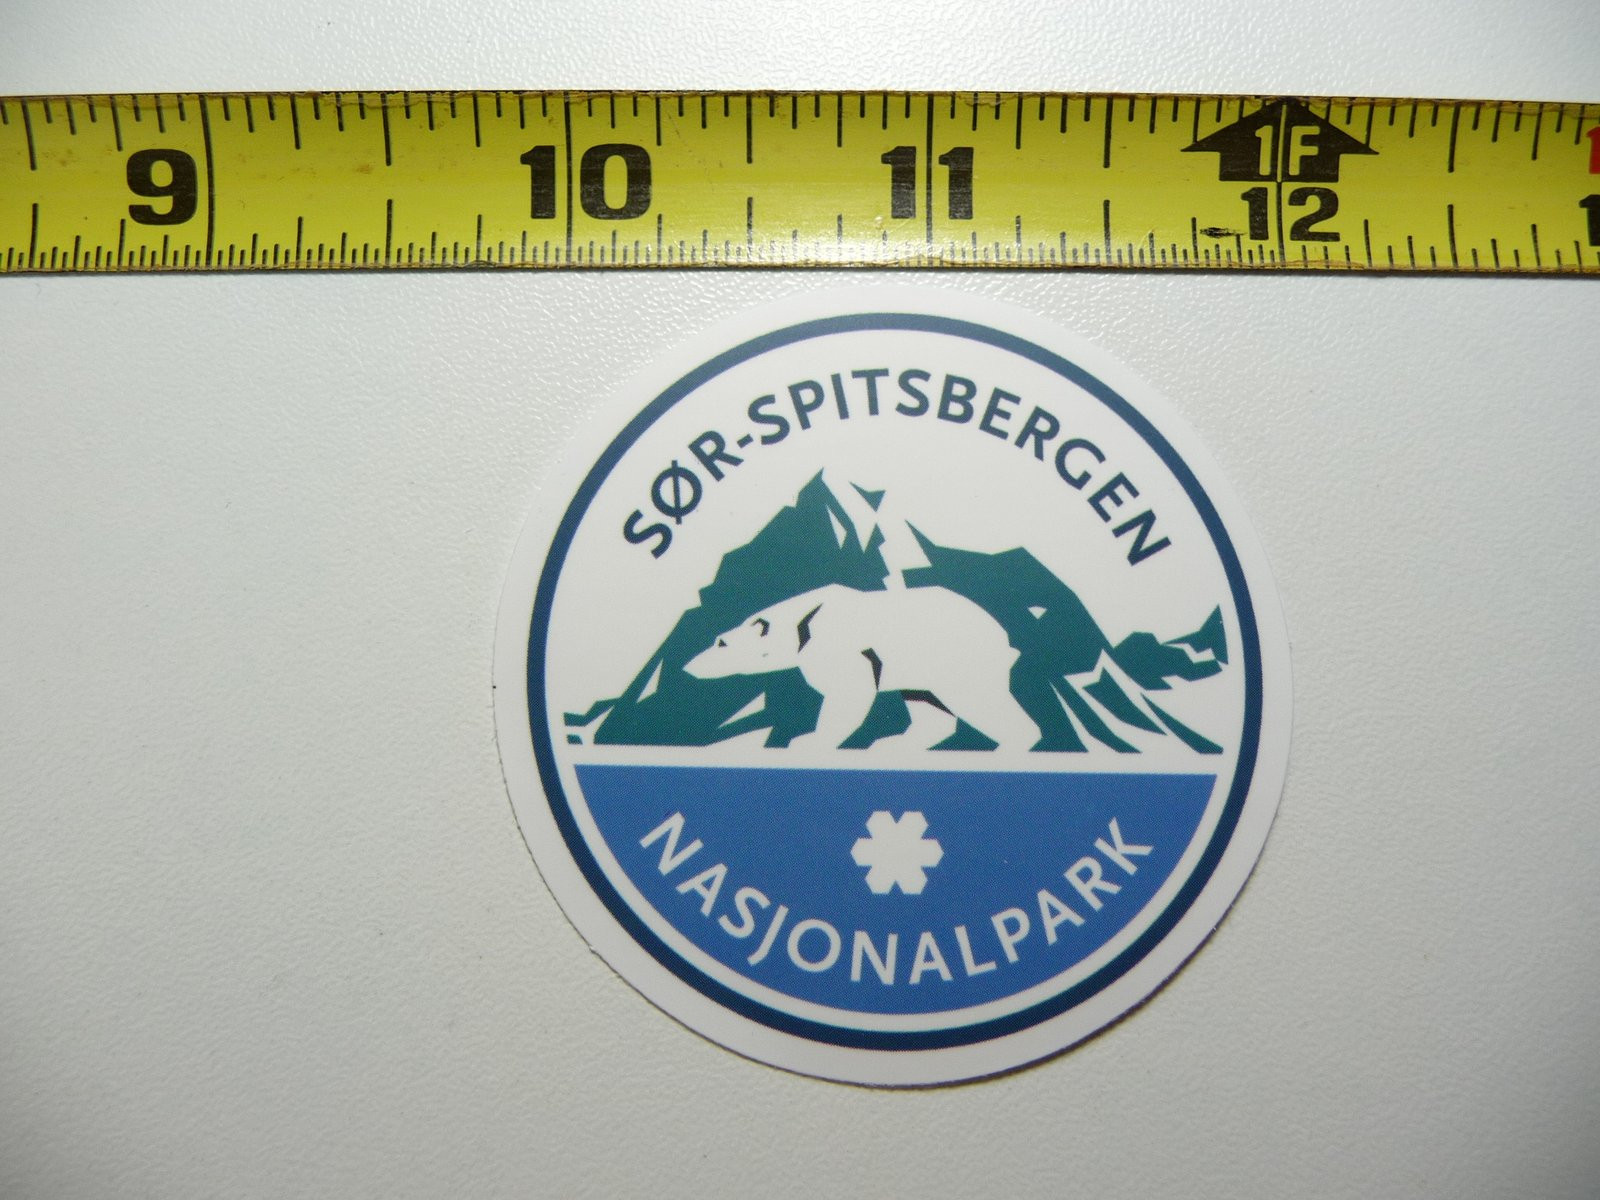 9 10 11 1F 12
SØR-SPITSBERGEN
NASJONALPARK